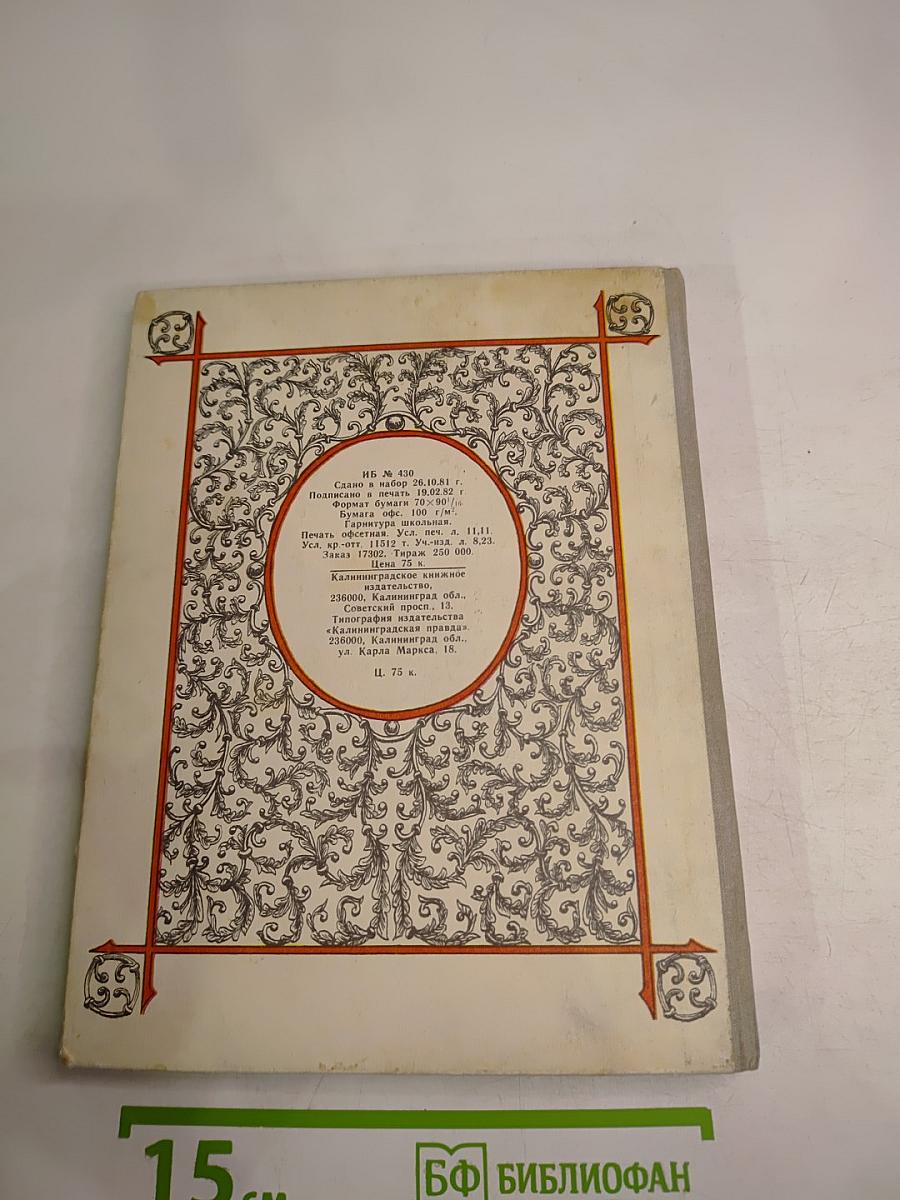 ИБ № 430
Сдано в набор 26.10.81 г.
Подписано в печать 19.02.82 г
Формат бумаги 70×90¹/₁₆
Бумага офс. 100 г/м².
Гарнитура школьная.
Печать офсетная. Усл. печ. л. 11,11.
Усл. кр.-отт. 11512 т. Уч.-изд. л. 8,23.
Заказ 17302. Тираж 250 000.
Цена 75 к.
Калининградское книжное
издательство,
236000, Калининград обл.,
Советский просп., 13.
Типография издательства
«Калининградская правда».
236000, Калининград обл.,
ул. Карла Маркса, 18.
Ц. 75 к.
15 см
БФ БИБЛИОФАН